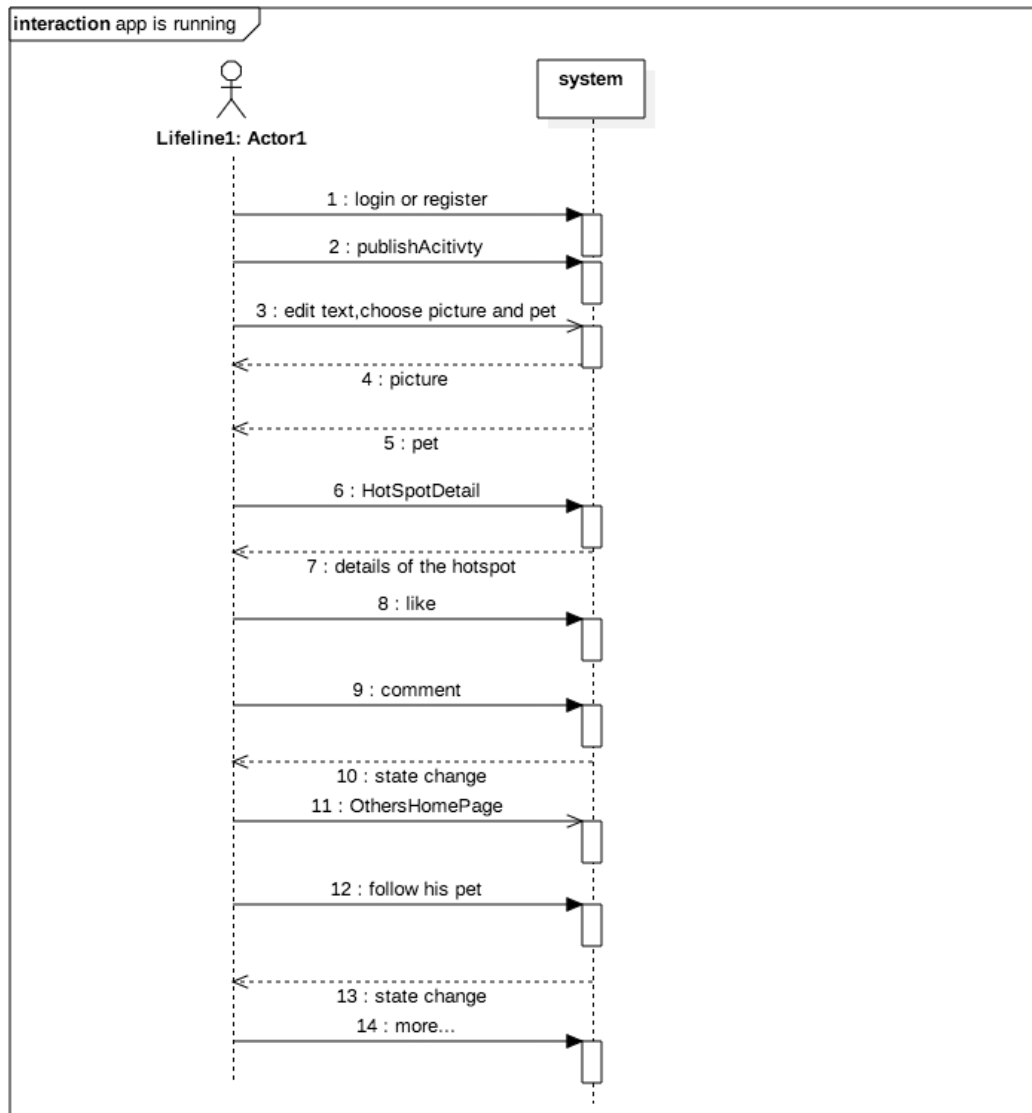 interaction app is running
system
Lifeline1: Actor1
1 : login or register
2 : publishAcitivty
3 : edit text,choose picture and pet
4 : picture
5 : pet
6 : HotSpotDetail
7 : details of the hotspot
8 : like
9 : comment
10 : state change
11 : OthersHomePage
12 : follow his pet
13 : state change
14 : more...